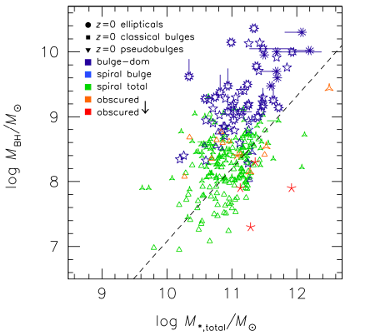 z=0 ellipticals
z=0 classical bulges
z=0 pseudobulges
bulge-dom
spiral bulge
spiral total
obscured
obscured ↓
10
9
8
7
log M_BH/M_⊙
9 10 11 12
log M_*,total/M_⊙